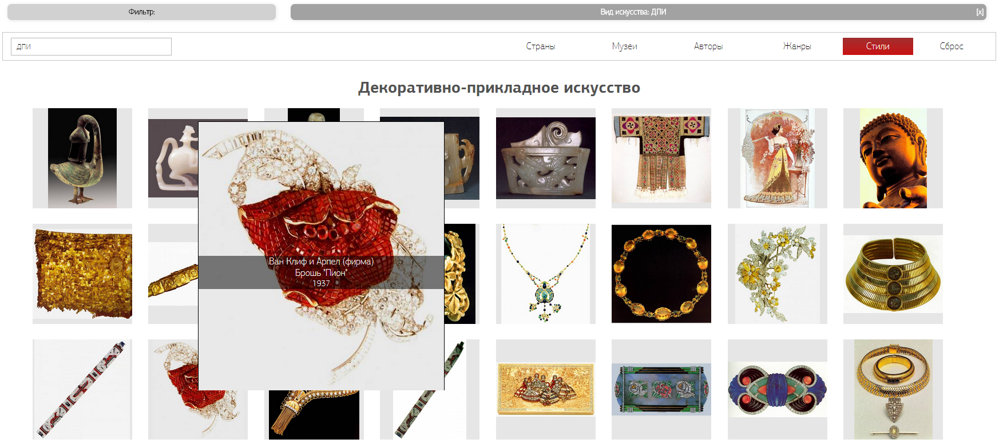 Фильтр:
Вид искусства: ДПИ
[x]
дпи
Страны
Музеи
Авторы
Жанры
Стили
Сброс
Декоративно-прикладное искусство
Ван Клиф и Арпел (фирма)
Брошь "Пион"
1937